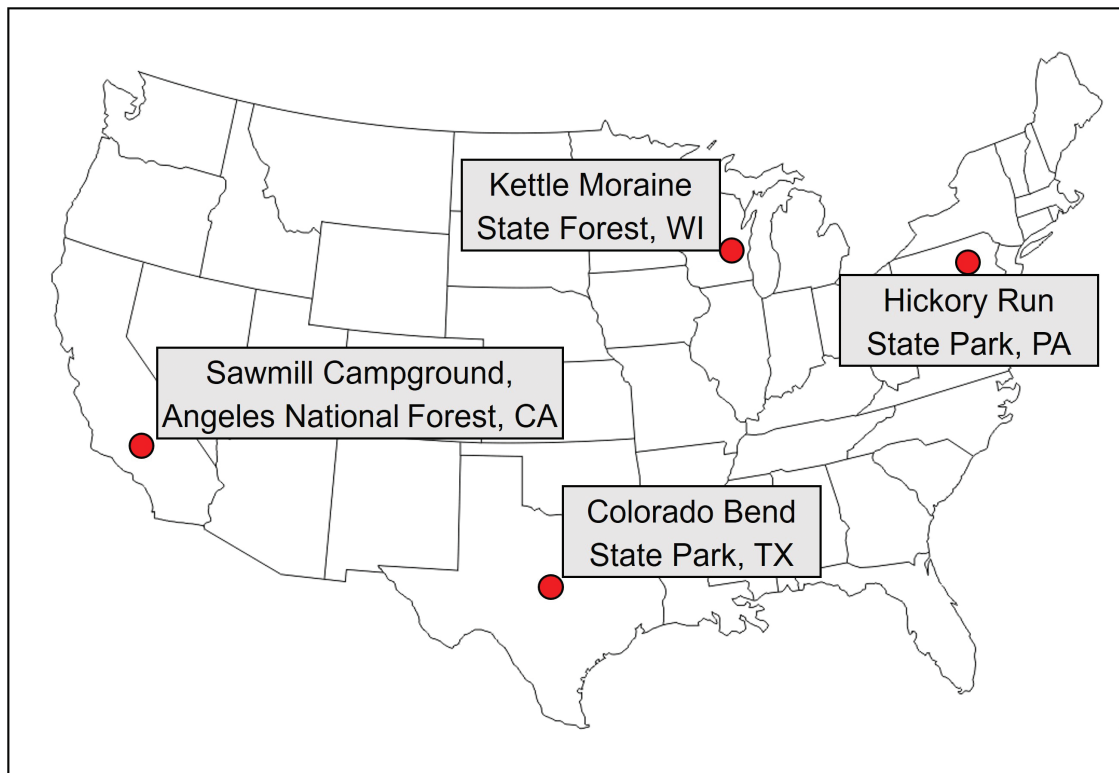 Kettle Moraine
State Forest, WI
Hickory Run
State Park, PA
Sawmill Campground,
Angeles National Forest, CA
Colorado Bend
State Park, TX